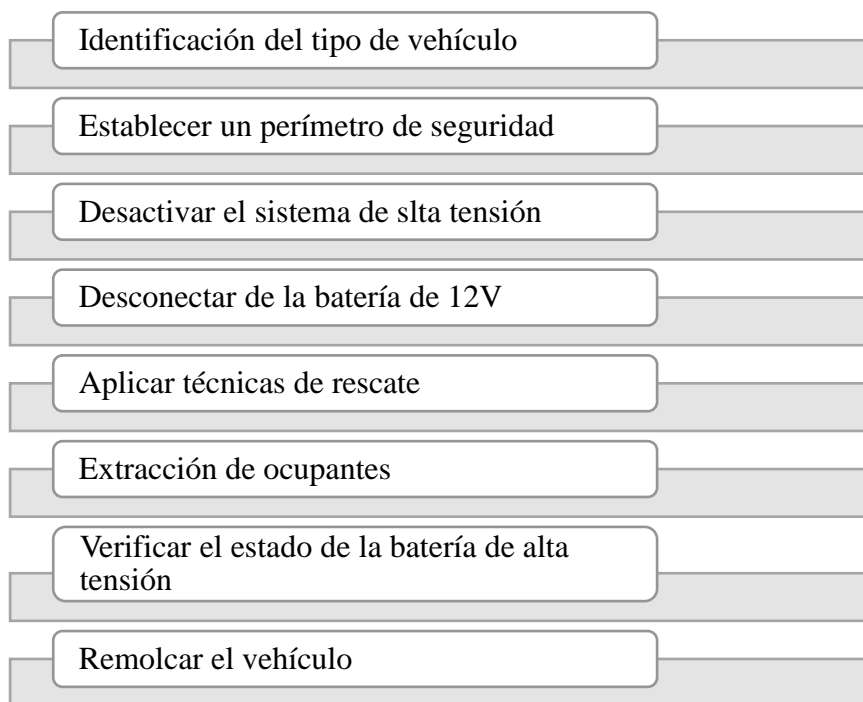 Identificación del tipo de vehículo
Establecer un perímetro de seguridad
Desactivar el sistema de slta tensión
Desconectar de la batería de 12V
Aplicar técnicas de rescate
Extracción de ocupantes
Verificar el estado de la batería de alta
tensión
Remolcar el vehículo